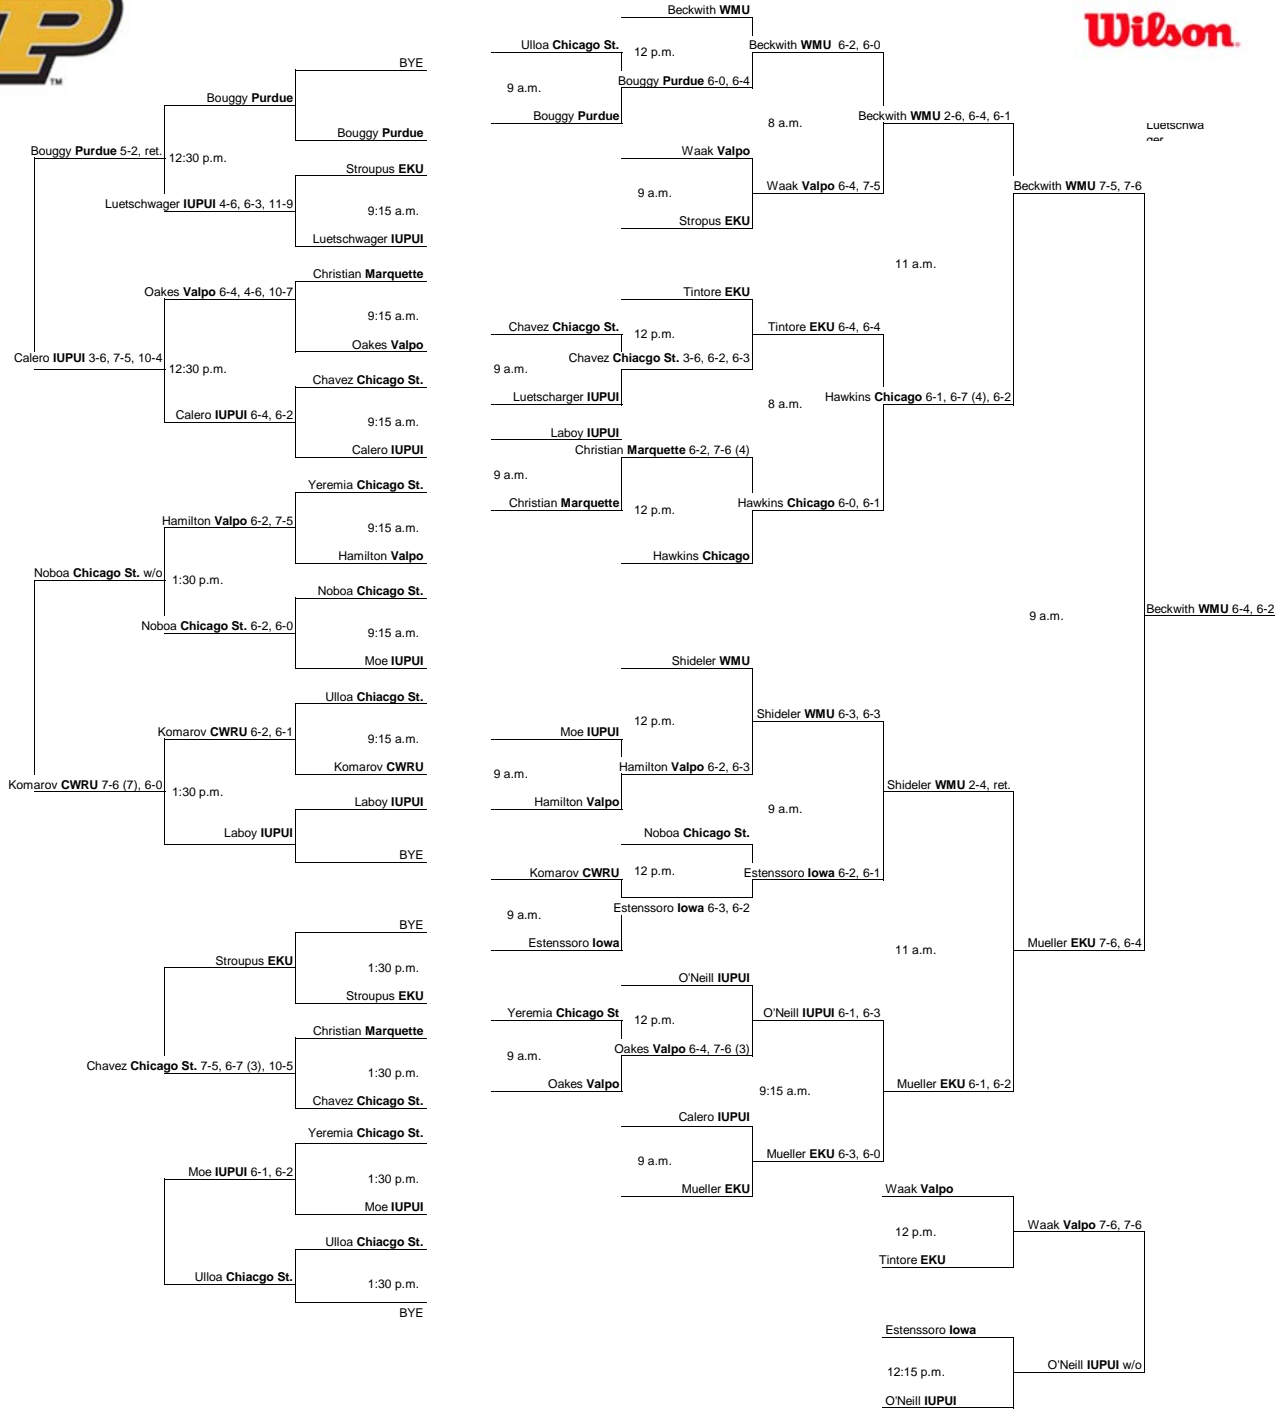 P
TM
Wilson
Luetschwa
ger
BYE
Bouggy Purdue
Bouggy Purdue
Bouggy Purdue 5-2, ret.
12:30 p.m.
Stroupus EKU
Luetschwager IUPUI 4-6, 6-3, 11-9
9:15 a.m.
Luetschwager IUPUI
Christian Marquette
Oakes Valpo 6-4, 4-6, 10-7
9:15 a.m.
Oakes Valpo
Calero IUPUI 3-6, 7-5, 10-4
12:30 p.m.
Chavez Chicago St.
Calero IUPUI 6-4, 6-2
9:15 a.m.
Calero IUPUI
Yeremia Chicago St.
Hamilton Valpo 6-2, 7-5
9:15 a.m.
Hamilton Valpo
Noboa Chicago St. w/o
1:30 p.m.
Noboa Chicago St.
Noboa Chicago St. 6-2, 6-0
9:15 a.m.
Moe IUPUI
Ulloa Chiacgo St.
Komarov CWRU 6-2, 6-1
9:15 a.m.
Komarov CWRU
Komarov CWRU 7-6 (7), 6-0
1:30 p.m.
Laboy IUPUI
Laboy IUPUI
BYE
BYE
Stroupus EKU
1:30 p.m.
Stroupus EKU
Christian Marquette
Chavez Chicago St. 7-5, 6-7 (3), 10-5
1:30 p.m.
Chavez Chicago St.
Yeremia Chicago St.
Moe IUPUI 6-1, 6-2
1:30 p.m.
Moe IUPUI
Ulloa Chiacgo St.
Ulloa Chiacgo St.
1:30 p.m.
BYE
Beckwith WMU
Ulloa Chicago St.
12 p.m.
Beckwith WMU 6-2, 6-0
9 a.m.
Bouggy Purdue 6-0, 6-4
Bouggy Purdue
8 a.m.
Beckwith WMU 2-6, 6-4, 6-1
Waak Valpo
9 a.m.
Waak Valpo 6-4, 7-5
Beckwith WMU 7-5, 7-6
Stropus EKU
11 a.m.
Tintore EKU
Chavez Chiacgo St.
12 p.m.
Tintore EKU 6-4, 6-4
9 a.m.
Chavez Chiacgo St. 3-6, 6-2, 6-3
Luetscharger IUPUI
8 a.m.
Hawkins Chicago 6-1, 6-7 (4), 6-2
Laboy IUPUI
Christian Marquette 6-2, 7-6 (4)
9 a.m.
Christian Marquette
12 p.m.
Hawkins Chicago 6-0, 6-1
Hawkins Chicago
9 a.m.
Beckwith WMU 6-4, 6-2
Shideler WMU
Moe IUPUI
12 p.m.
Shideler WMU 6-3, 6-3
9 a.m.
Hamilton Valpo 6-2, 6-3
Hamilton Valpo
9 a.m.
Shideler WMU 2-4, ret.
Noboa Chicago St.
Komarov CWRU
12 p.m.
Estenssoro Iowa 6-2, 6-1
9 a.m.
Estenssoro Iowa 6-3, 6-2
Estenssoro Iowa
11 a.m.
Mueller EKU 7-6, 6-4
O'Neill IUPUI
Yeremia Chicago St
12 p.m.
O'Neill IUPUI 6-1, 6-3
9 a.m.
Oakes Valpo 6-4, 7-6 (3)
Oakes Valpo
9:15 a.m.
Mueller EKU 6-1, 6-2
Calero IUPUI
9 a.m.
Mueller EKU 6-3, 6-0
Mueller EKU
Waak Valpo
12 p.m.
Waak Valpo 7-6, 7-6
Tintore EKU
Estenssoro Iowa
12:15 p.m.
O'Neill IUPUI w/o
O'Neill IUPUI